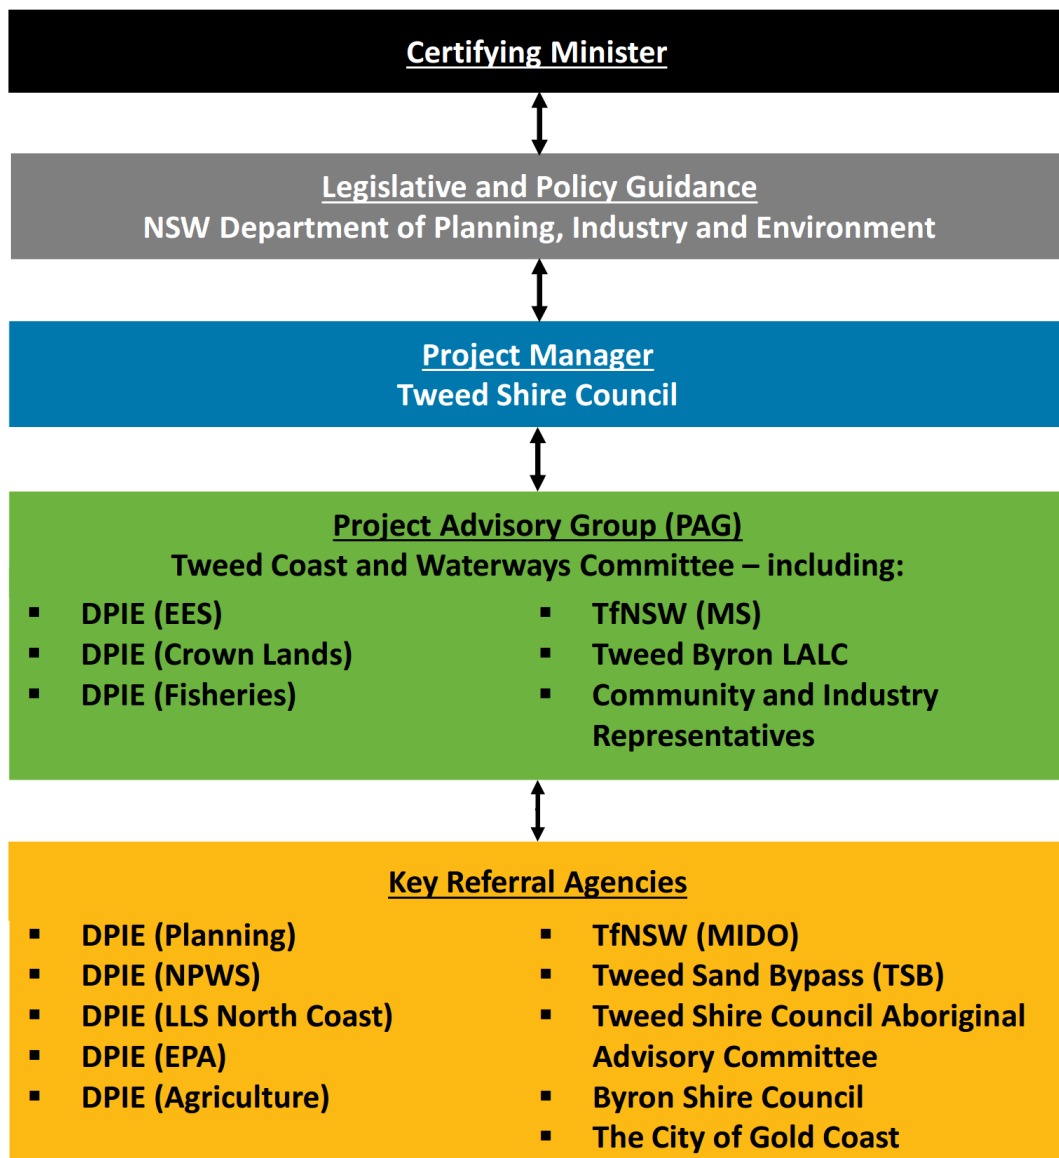 Certifying Minister
Legislative and Policy Guidance
NSW Department of Planning, Industry and Environment
Project Manager
Tweed Shire Council
Project Advisory Group (PAG)
Tweed Coast and Waterways Committee – including:
▪ DPIE (EES)
▪ DPIE (Crown Lands)
▪ DPIE (Fisheries)
▪ TfNSW (MS)
▪ Tweed Byron LALC
▪ Community and Industry
Representatives
Key Referral Agencies
▪ DPIE (Planning)
▪ DPIE (NPWS)
▪ DPIE (LLS North Coast)
▪ DPIE (EPA)
▪ DPIE (Agriculture)
▪ TfNSW (MIDO)
▪ Tweed Sand Bypass (TSB)
▪ Tweed Shire Council Aboriginal
Advisory Committee
▪ Byron Shire Council
▪ The City of Gold Coast